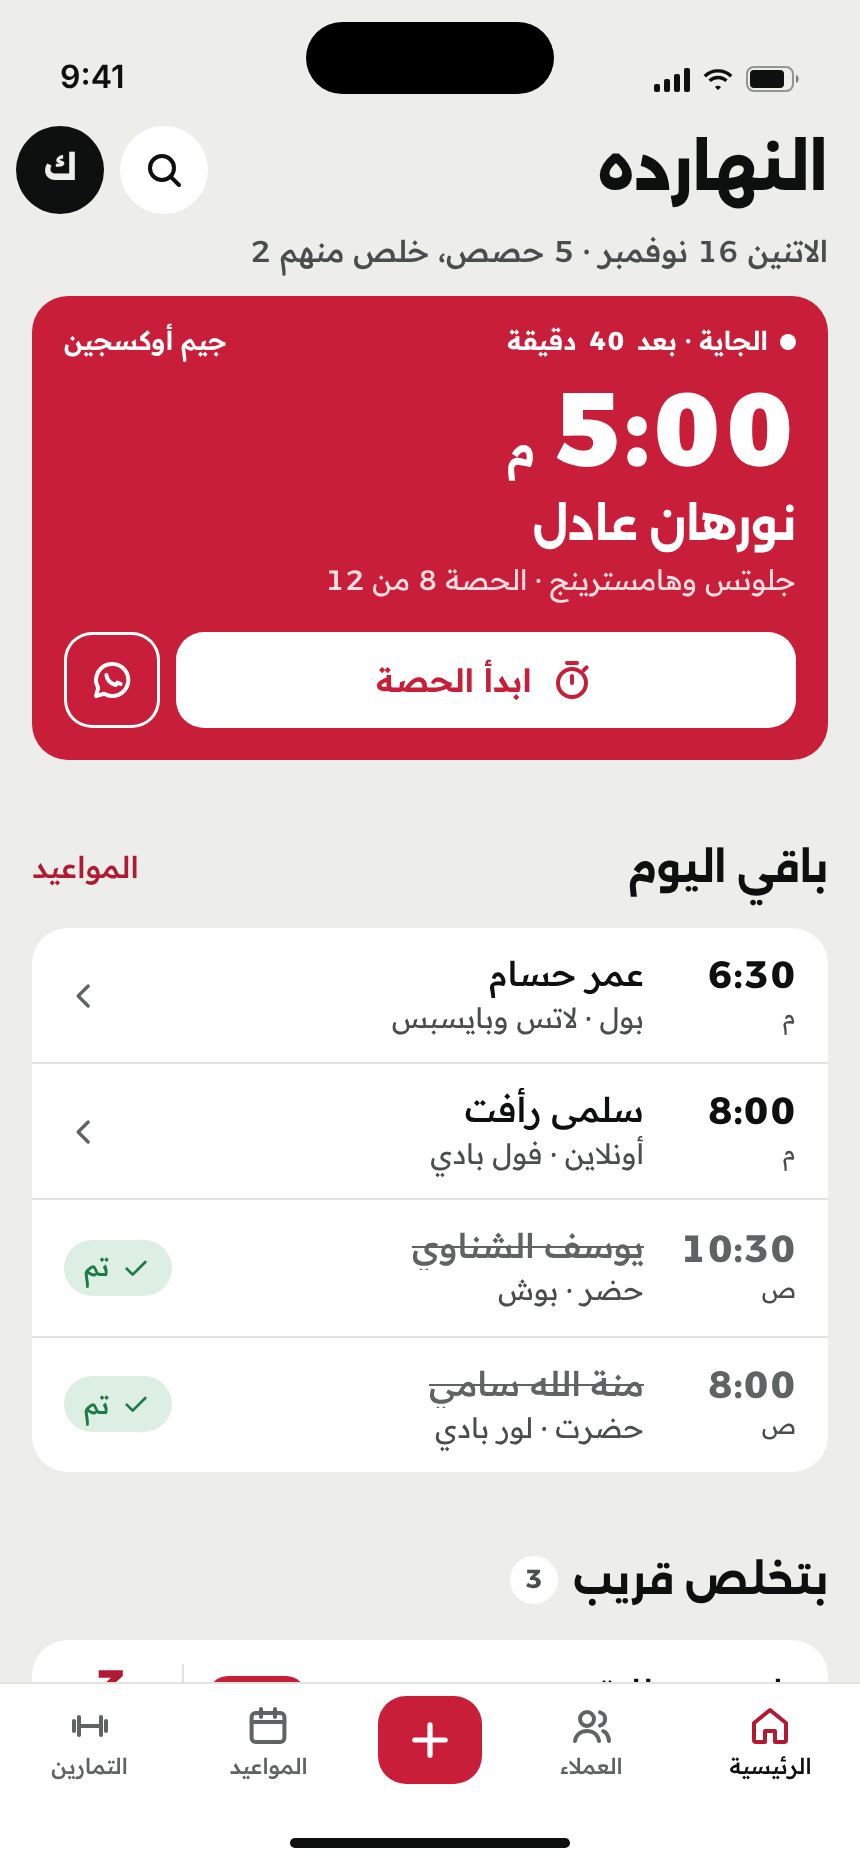 9:41
النهارده
ك
الاتنين 16 نوفمبر · 5 حصص، خلص منهم 2
الجاية · بعد 40 دقيقة
جيم أوكسجين
5:00 م
نورهان عادل
جلوتس وهامسترينج · الحصة 8 من 12
ابدأ الحصة
باقي اليوم
المواعيد
6:30 م
عمر حسام
بول · لاتس وبايسبس
8:00 م
سلمى رأفت
أونلاين · فول بادي
10:30 ص
يوسف الشناوي
حضر · بوش
تم
8:00 ص
منة الله سامي
حضرت · لور بادي
تم
بتخلص قريب
3
الرئيسية
العملاء
المواعيد
التمارين